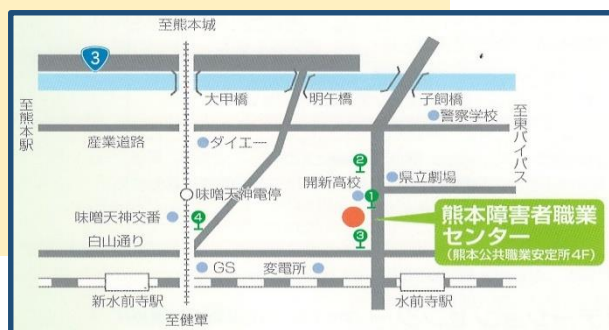 至熊本城
3
大甲橋
明午橋
子飼橋
至熊本駅
至東バイパス
警察学校
産業道路
ダイエー
2
開新高校
1
県立劇場
味噌天神電停
味噌天神交番
4
3
熊本障害者職業
センター
(熊本公共職業安定所4F)
白山通り
GS
変電所
新水前寺駅
水前寺駅
至健軍